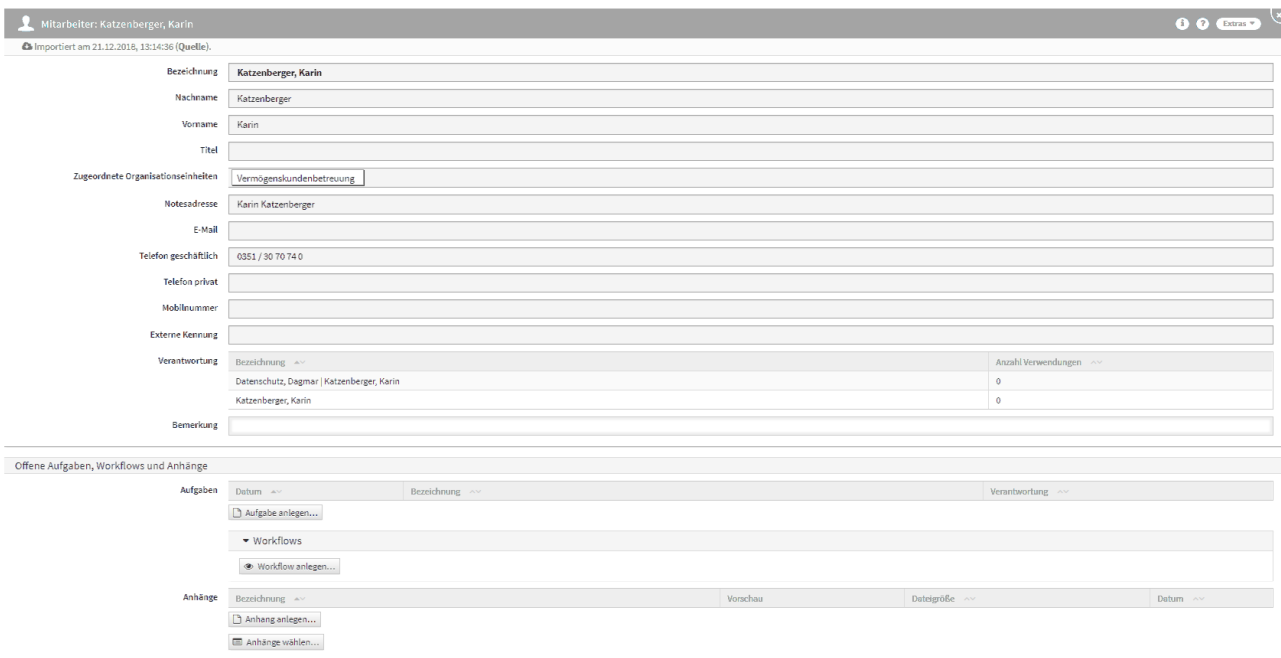 Mitarbeiter: Katzenberger, Karin
Extras
Importiert am 21.12.2018, 13:14:36 (Quelle).
Bezeichnung Katzenberger, Karin
Nachname Katzenberger
Vorname Karin
Titel
Zugeordnete Organisationseinheiten Vermögenskundenbetreuung
Notesadresse Karin Katzenberger
E-Mail
Telefon geschäftlich 0351 / 30 70 74 0
Telefon privat
Mobilnummer
Externe Kennung
Verantwortung Bezeichnung Anzahl Verwendungen
Datenschutz, Dagmar | Katzenberger, Karin 0
Katzenberger, Karin 0
Bemerkung
Offene Aufgaben, Workflows und Anhänge
Aufgaben Datum Bezeichnung Verantwortung
Aufgabe anlegen...
Workflows
Workflow anlegen...
Anhänge Bezeichnung Vorschau Dateigröße Datum
Anhang anlegen...
Anhänge wählen...